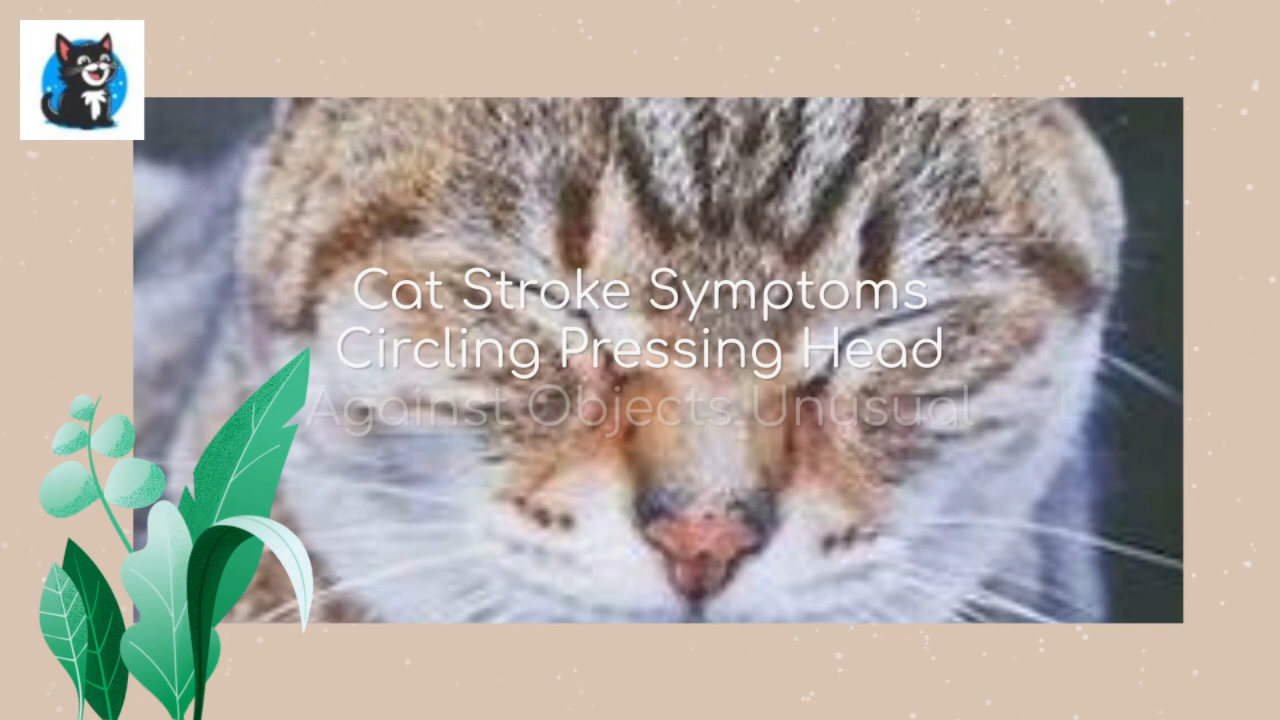 Cat Stroke Symptoms
Circling Pressing Head
Against Objects Unusual